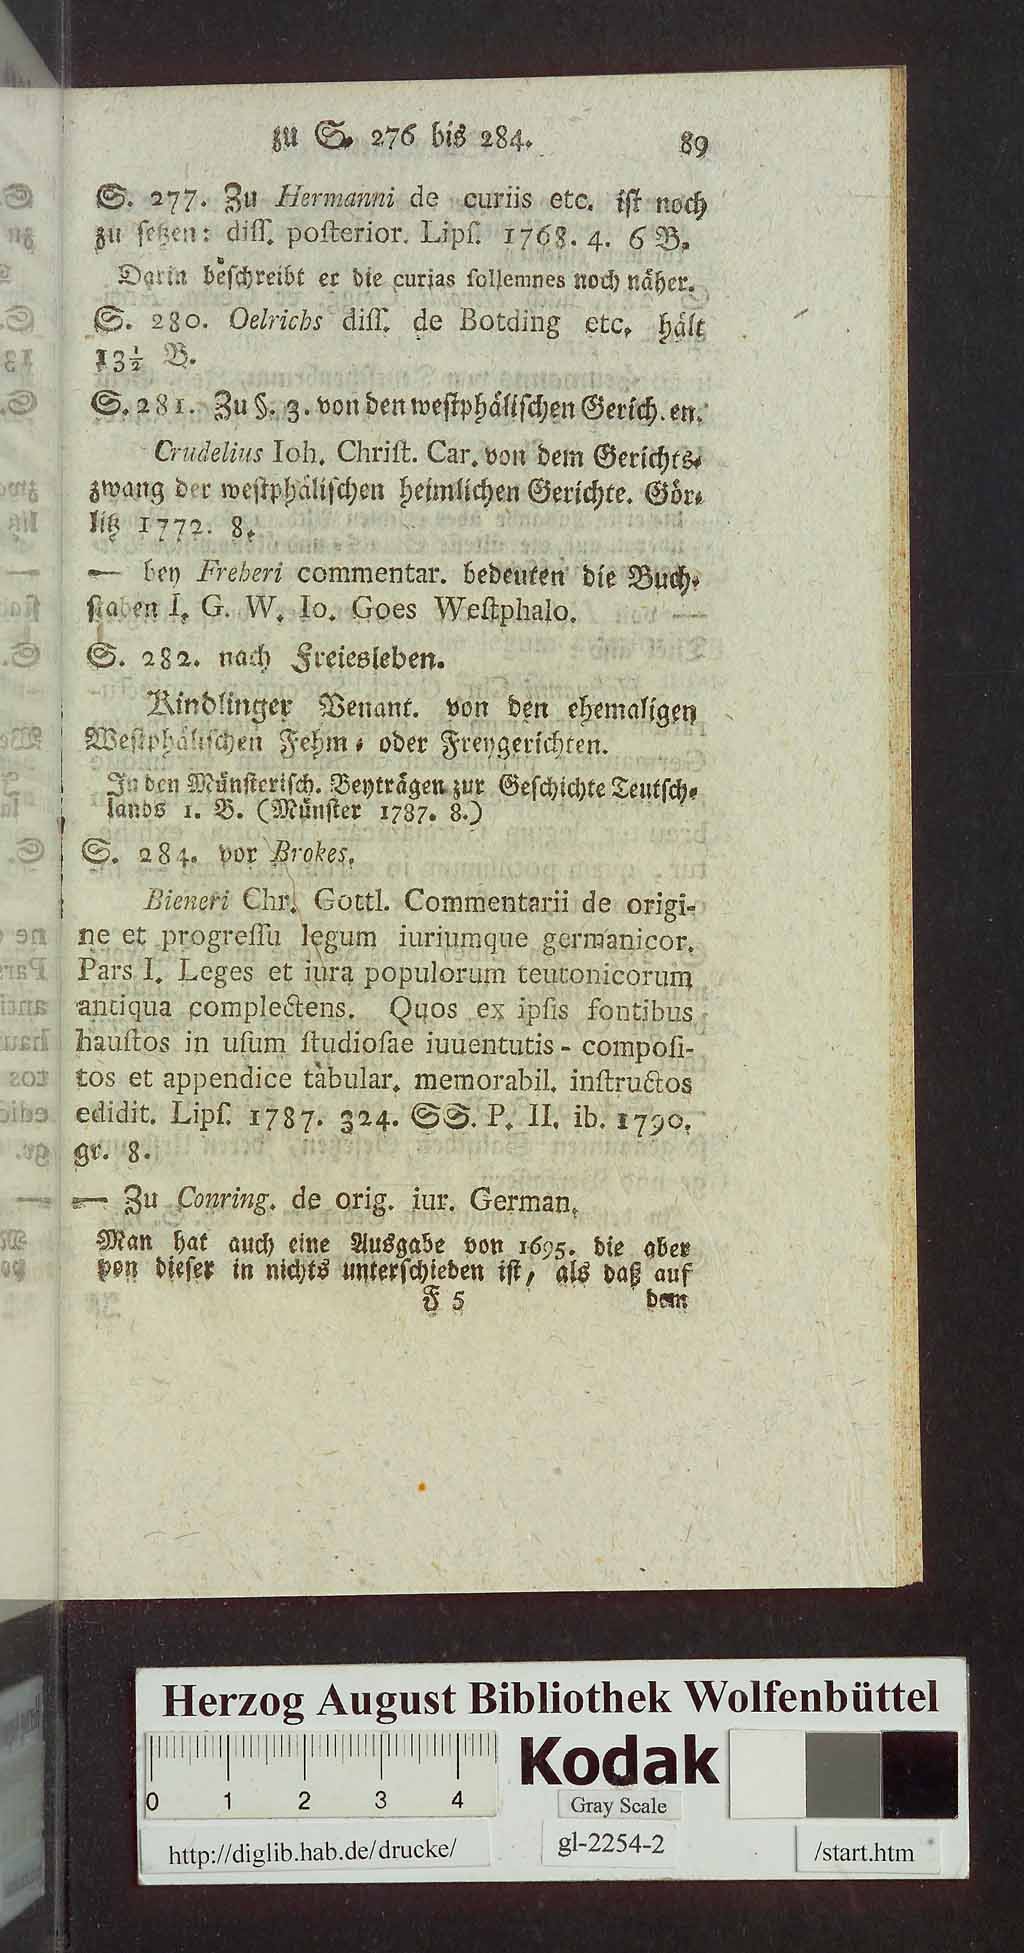 zu S. 276 bis 284. 89
S. 277. Zu Hermanni de curiis etc. ist noch
zu setzen: diſſ. poſterior. Lipſ. 1768. 4. 6 B.
Darin beſchreibt er die curias ſollemnes noch näher.
S. 280. Oelrichs diſſ. de Botding etc. hält
13½ B.
S. 281. Zu §. 3. von den weſtphäliſchen Gerich. en.
Crudelius Ioh. Chriſt. Car. von dem Gerichts-
zwang der weſtphäliſchen heimlichen Gerichte. Gör-
litz 1772. 8.
— bey Freheri commentar. bedeuten die Buch-
ſtaben I. G. W. Io. Goes Weſtphalo.
S. 282. nach Freiesleben.
Kindlinger Venant. von den ehemaligen
Weſtphäliſchen Fehm- oder Freygerichten.
In den Münſteriſch. Beyträgen zur Geſchichte Teutſch-
lands 1. B. (Münſter 1787. 8.)
S. 284. vor Brokes.
Bieneri Chr. Gottl. Commentarii de origi-
ne et progreſſu legum iuriumque germanicor.
Pars I. Leges et iura populorum teutonicorum
antiqua complectens. Quos ex ipſis fontibus
hauſtos in uſum ſtudioſae iuuentutis - compoſi-
tos et appendice tabular. memorabil. inſtructos
edidit. Lipſ. 1787. 324. SS. P. II. ib. 1790.
gr. 8.
— Zu Conring. de orig. iur. German.
Man hat auch eine Ausgabe von 1695. die aber
von dieſer in nichts unterſchieden iſt, als daß auf
F 5 dem
Herzog August Bibliothek Wolfenbüttel
0 1 2 3 4
Kodak
Gray Scale
http://diglib.hab.de/drucke/ gl-2254-2 /start.htm